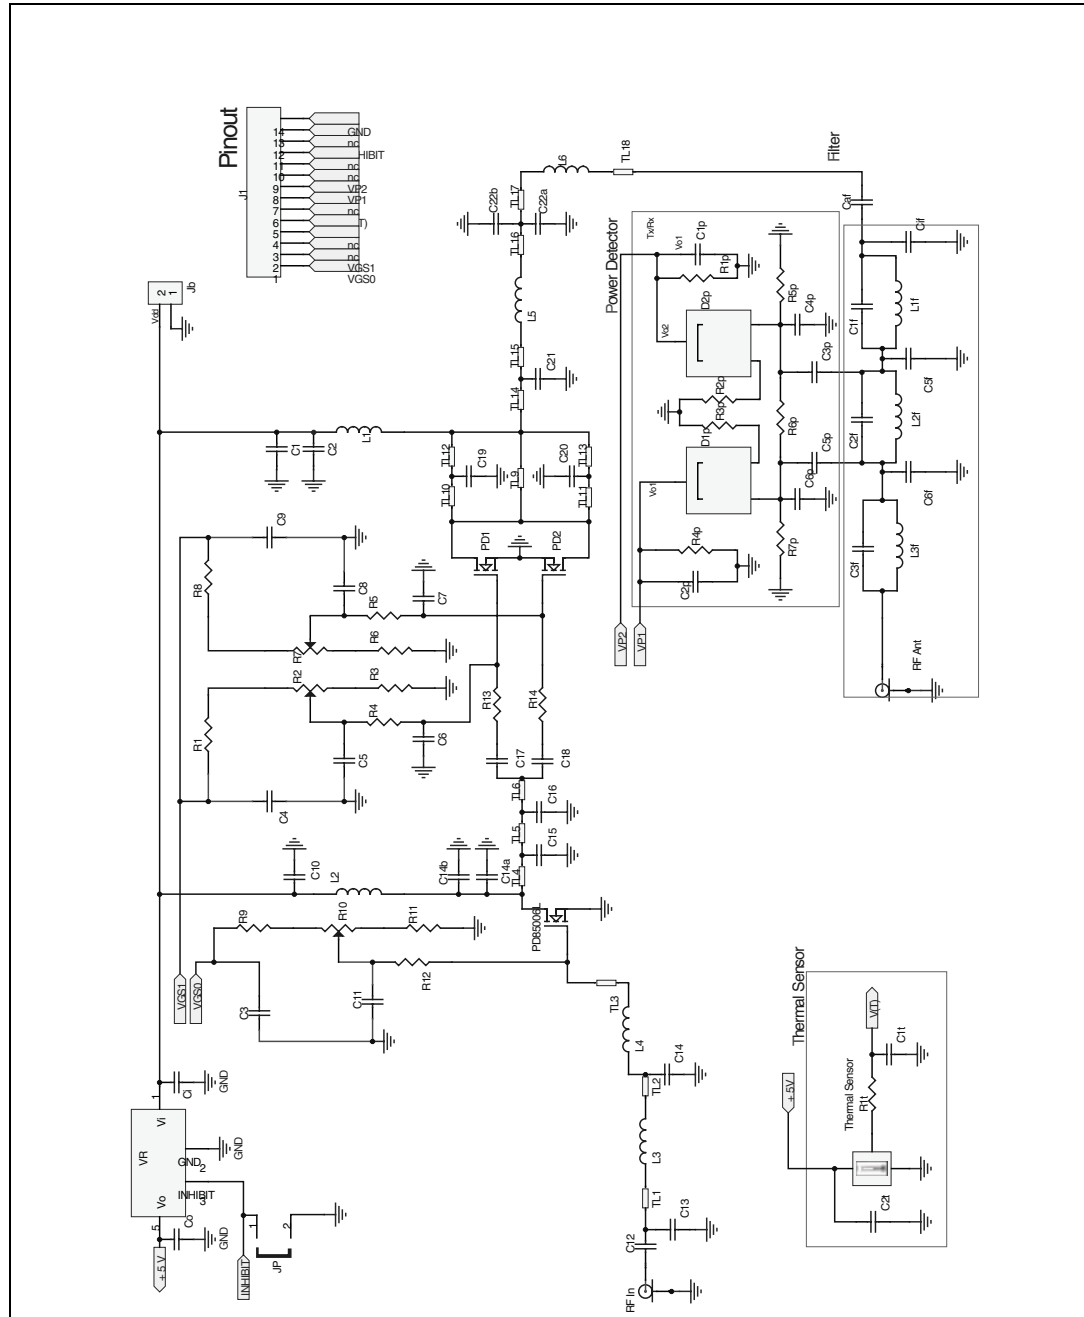 Pinout
J1
14
GND
13
nc
12
HIBIT
11
nc
10
nc
9
VP2
8
VP1
7
nc
6
T)
5
4
nc
3
nc
2
VGS1
1
VGS0
Jb
2
1
Vdd
C1
C2
L1
TL12
TL10
C19
TL9
C20
TL13
TL11
PD1
PD2
TL14
C21
TL15
L5
TL16
C22b
C22a
TL17
L6
TL18
Filter
Caf
Cif
C1f
L1f
C5f
C2f
L2f
C6f
C3f
L3f
RF Ant
Power Detector
Tx/Rx
Vo1
C1p
R1p
Vo2
D2p
R5p
C4p
C3p
R2p
R3p
R6p
D1p
C5p
C6p
Vo1
R7p
R4p
C2p
VP2
VP1
C9
R8
C8
R5
C7
R7
R6
R2
R3
R1
R4
C5
C6
C4
R13
R14
C17
C18
TL6
C16
TL5
C15
TL4
C10
L2
C14b
C14a
PD85006L
R9
R10
R11
R12
VGS1
VGS0
C3
C11
TL3
L4
C14
TL2
L3
TL1
C13
C12
RF In
Ci
GND
1
Vi
VR
GND
2
GND
INHIBIT
3
Vo
5
Co
GND
+5 V
INHIBIT
1
2
JP
Thermal Sensor
V(T)
C1t
+5V
Thermal Sensor
R1t
C2t